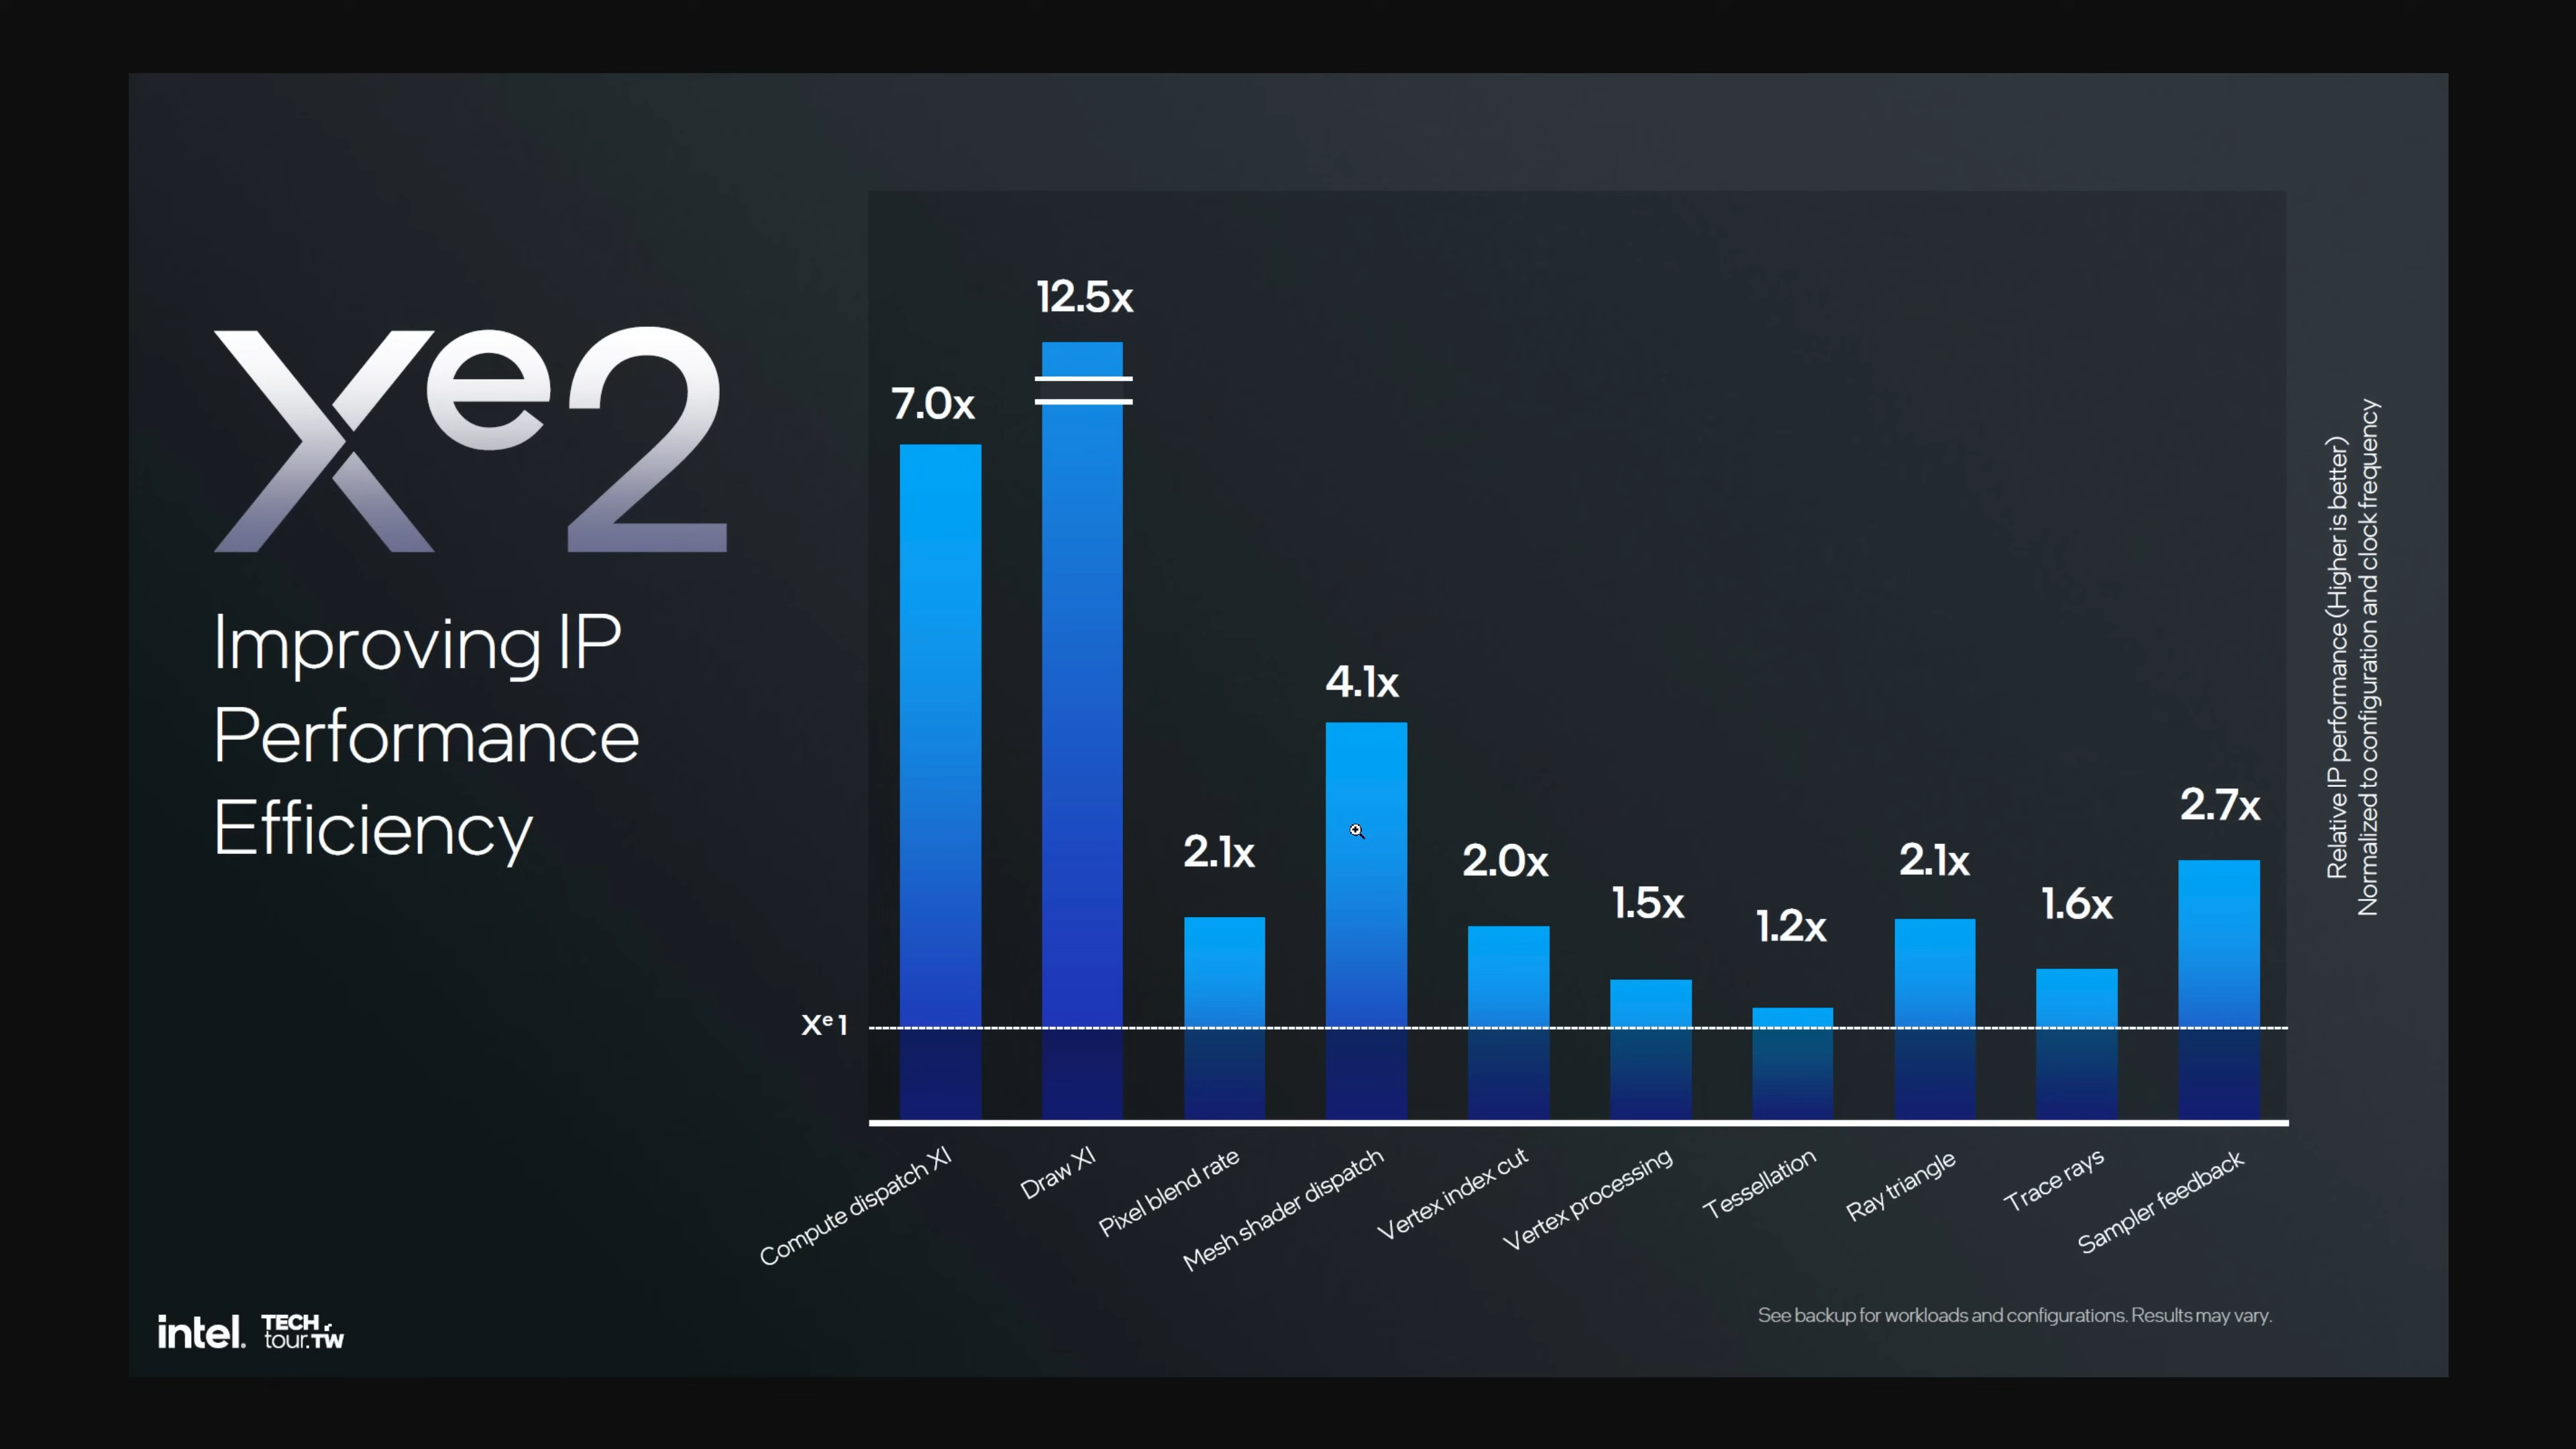 Xe2
Improving IP
Performance
Efficiency
12.5x
7.0x
4.1x
2.7x
2.1x
2.0x
2.1x
1.5x
1.6x
1.2x
Xe1
Compute dispatch XI
Draw XI
Pixel blend rate
Mesh shader dispatch
Vertex index cut
Vertex processing
Tessellation
Ray triangle
Trace rays
Sampler feedback
Relative IP performance (Higher is better)
Normalized to configuration and clock frequency
See backup for workloads and configurations. Results may vary.
intel.
TECH
tour.TW